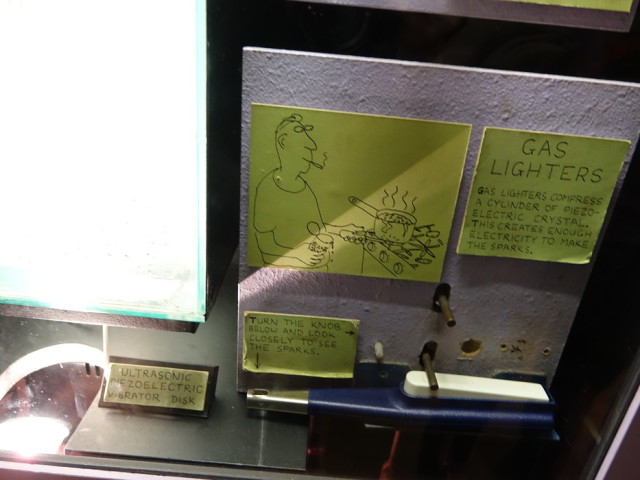 GAS
LIGHTERS
GAS LIGHTERS COMPRESS
A CYLINDER OF PIEZO-
ELECTRIC CRYSTAL.
THIS CREATES ENOUGH
ELECTRICITY TO MAKE
THE SPARKS.
TURN THE KNOB
BELOW AND LOOK
CLOSELY TO SEE
THE SPARKS.
ULTRASONIC
PIEZOELECTRIC
VIBRATOR DISK